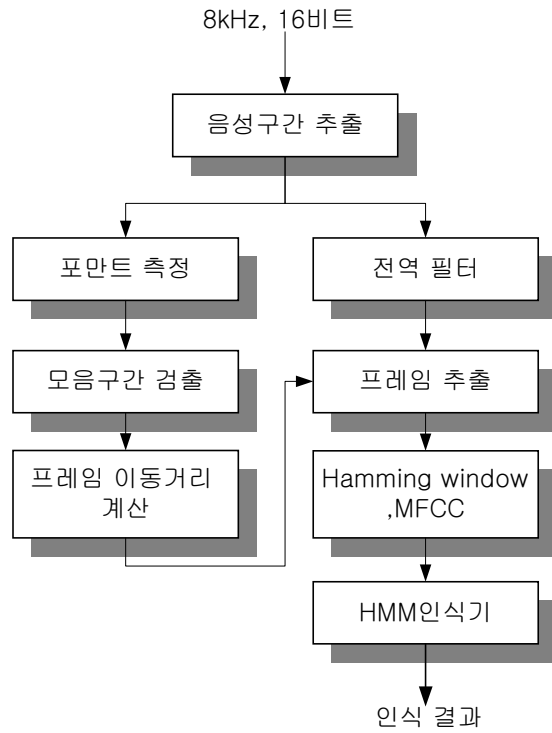 8kHz, 16비트
음성구간 추출
포만트 측정
전역 필터
모음구간 검출
프레임 추출
프레임 이동거리
계산
Hamming window
,MFCC
HMM인식기
인식 결과